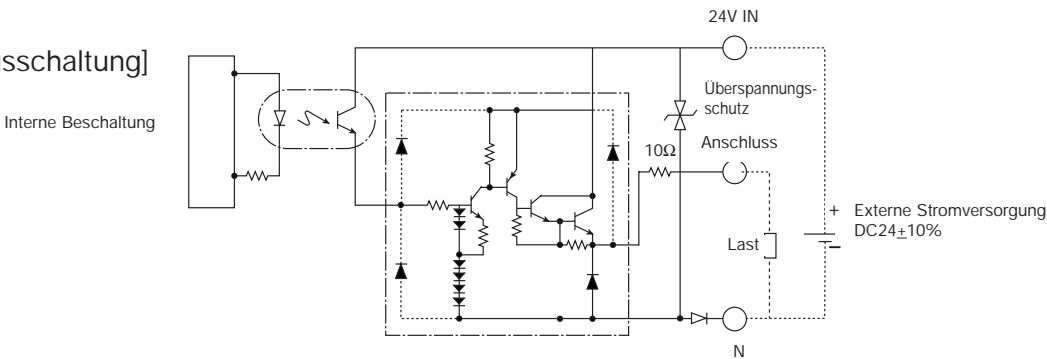 24V IN
sschaltung]
Überspannungs-
schutz
Interne Beschaltung
Anschluss
10Ω
+ Externe Stromversorgung
DC24±10%
Last
–
N